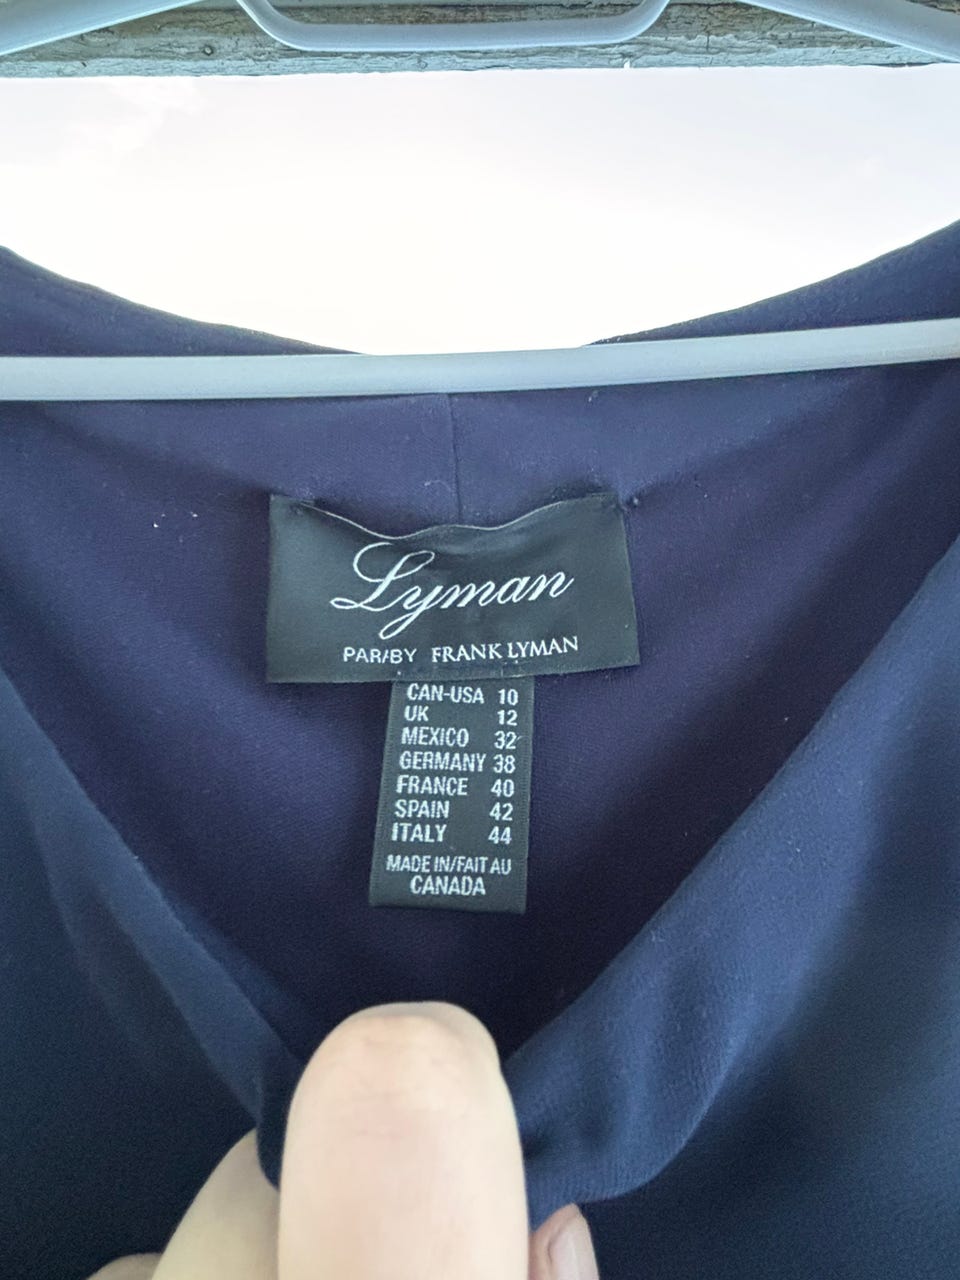 Lyman
PAR/BY FRANK LYMAN
CAN-USA 10
UK 12
MEXICO 32
GERMANY 38
FRANCE 40
SPAIN 42
ITALY 44
MADE IN/FAIT AU
CANADA